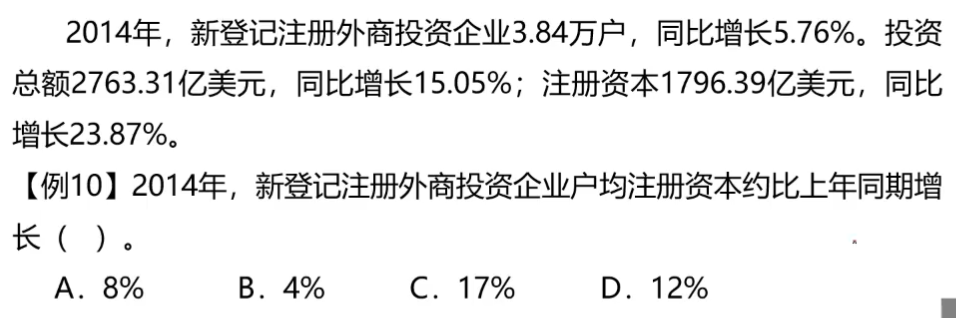 2014年，新登记注册外商投资企业3.84万户，同比增长5.76%。投资
总额2763.31亿美元，同比增长15.05%；注册资本1796.39亿美元，同比
增长23.87%。
【例10】2014年，新登记注册外商投资企业户均注册资本约比上年同期增
长（  ）。
A．8%  B．4%  C．17%  D．12%